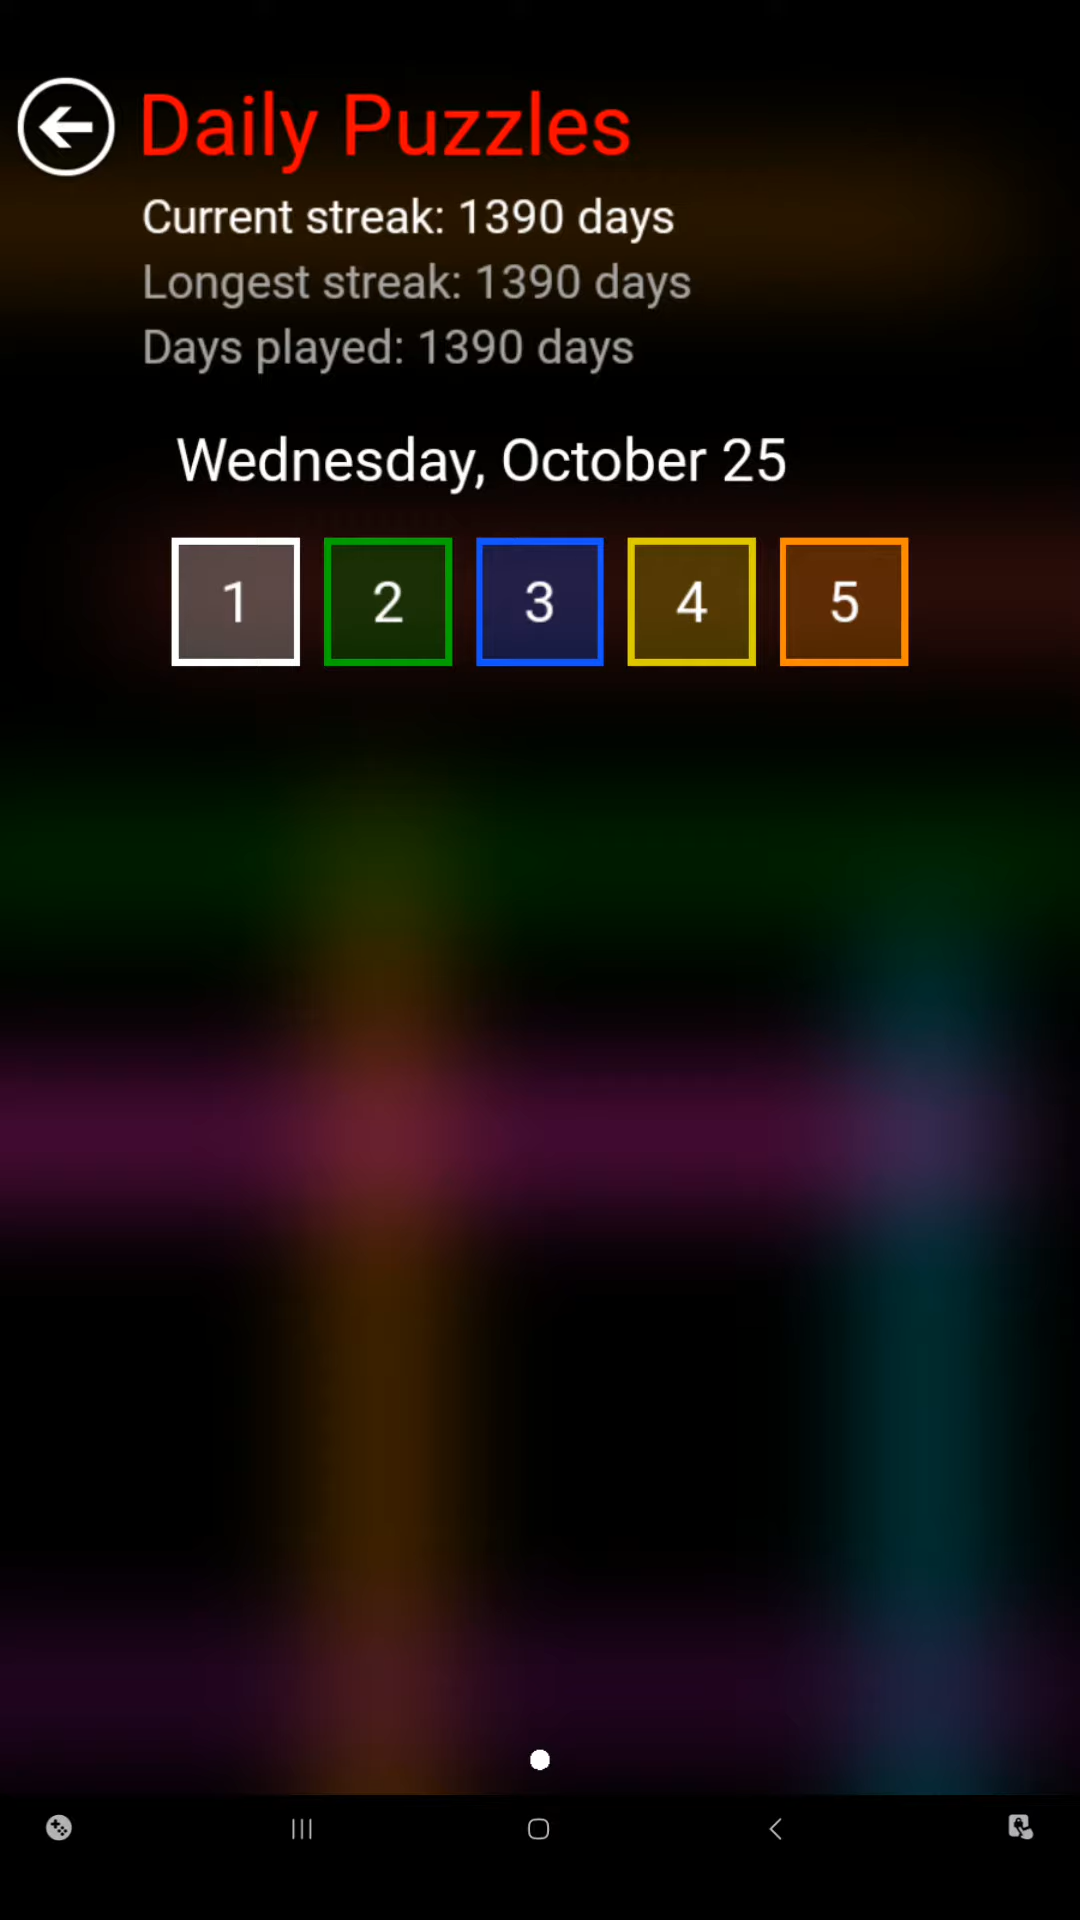 Daily Puzzles
Current streak: 1390 days
Longest streak: 1390 days
Days played: 1390 days
Wednesday, October 25
1 2 3 4 5